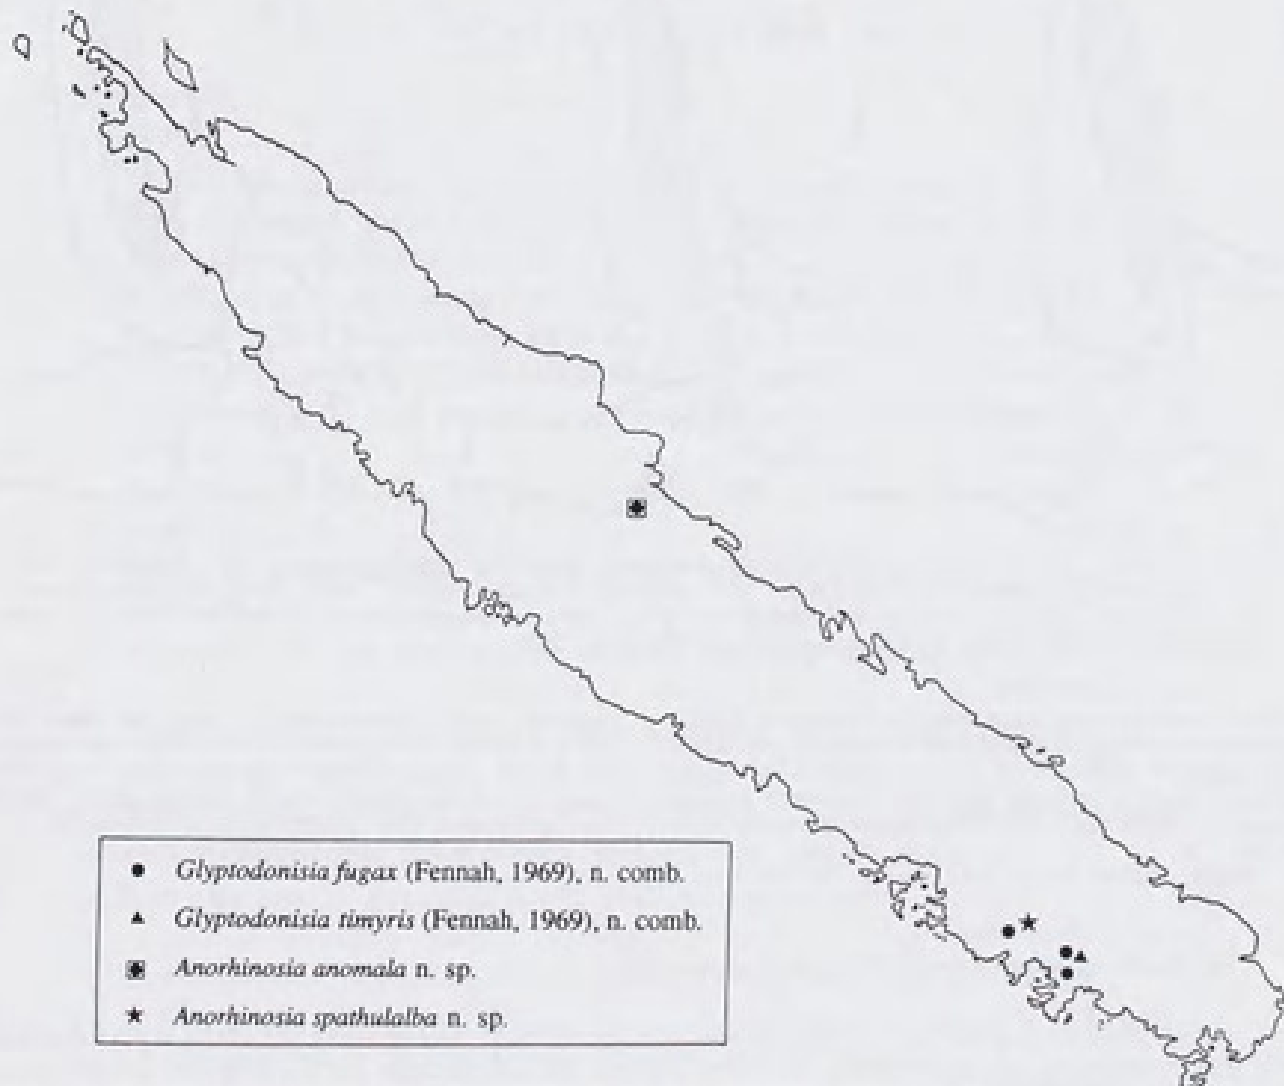 Glyptodonisia fugax (Fennah, 1969), n. comb.
Glyptodonisia timyris (Fennah, 1969), n. comb.
Anorhinosia anomala n. sp.
Anorhinosia spathulalba n. sp.